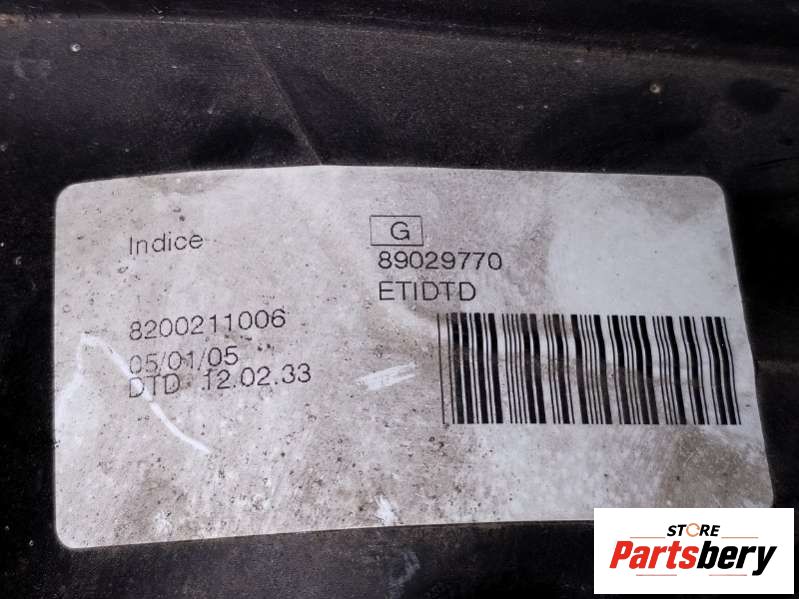 Indice
G
89029770
ETIDTD
8200211006
05/01/05
DTD 12.02.33
STORE
Partsbery